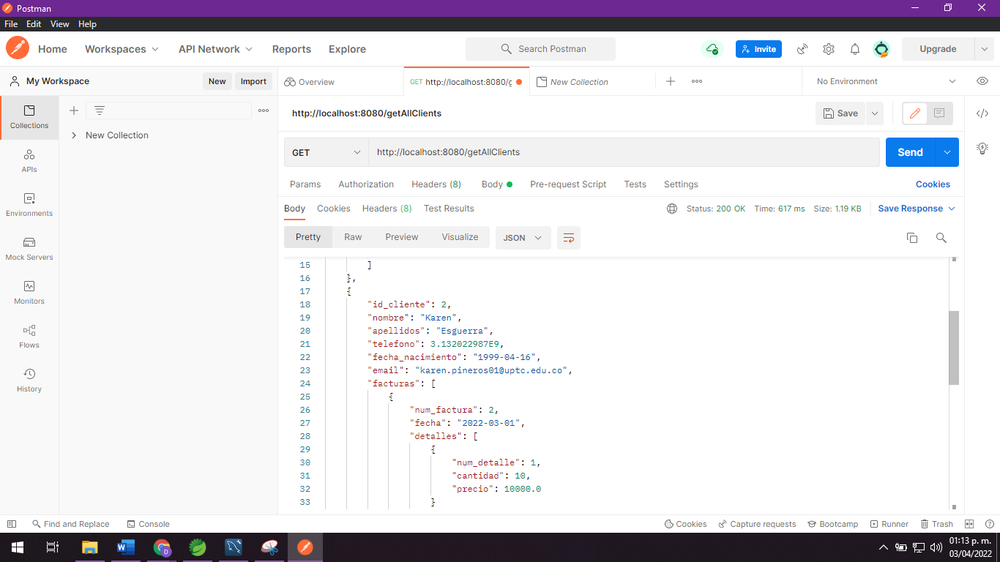 Postman
File Edit View Help
Home Workspaces API Network Reports Explore Search Postman Invite Upgrade
My Workspace New Import Overview GET http://localhost:8080/g New Collection No Environment
http://localhost:8080/getAllClients Save
Collections
New Collection
GET http://localhost:8080/getAllClients Send
APIs
Params Authorization Headers (8) Body Pre-request Script Tests Settings Cookies
Environments
Body Cookies Headers (8) Test Results Status: 200 OK Time: 617 ms Size: 1.19 KB Save Response
Pretty Raw Preview Visualize JSON
Mock Servers
Monitors
Flows
History
15 ]
16 },
17 {
18 "id_cliente": 2,
19 "nombre": "Karen",
20 "apellidos": "Esguerra",
21 "telefono": 3.132022987E9,
22 "fecha_nacimiento": "1999-04-16",
23 "email": "karen.pineros01@uptc.edu.co",
24 "facturas": [
25 {
26 "num_factura": 2,
27 "fecha": "2022-03-01",
28 "detalles": [
29 {
30 "num_detalle": 1,
31 "cantidad": 10,
32 "precio": 10000.0
33 }
Find and Replace Console Cookies Capture requests Bootcamp Runner Trash
01:13 p. m.
03/04/2022